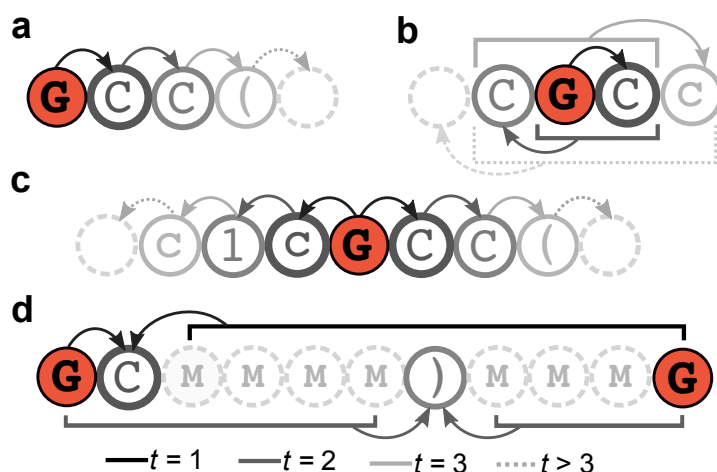 a
G C C (
b
C G C c
c
c 1 c G C C (
d
G C M M M M ) M M M G
t = 1 t = 2 t = 3 t > 3